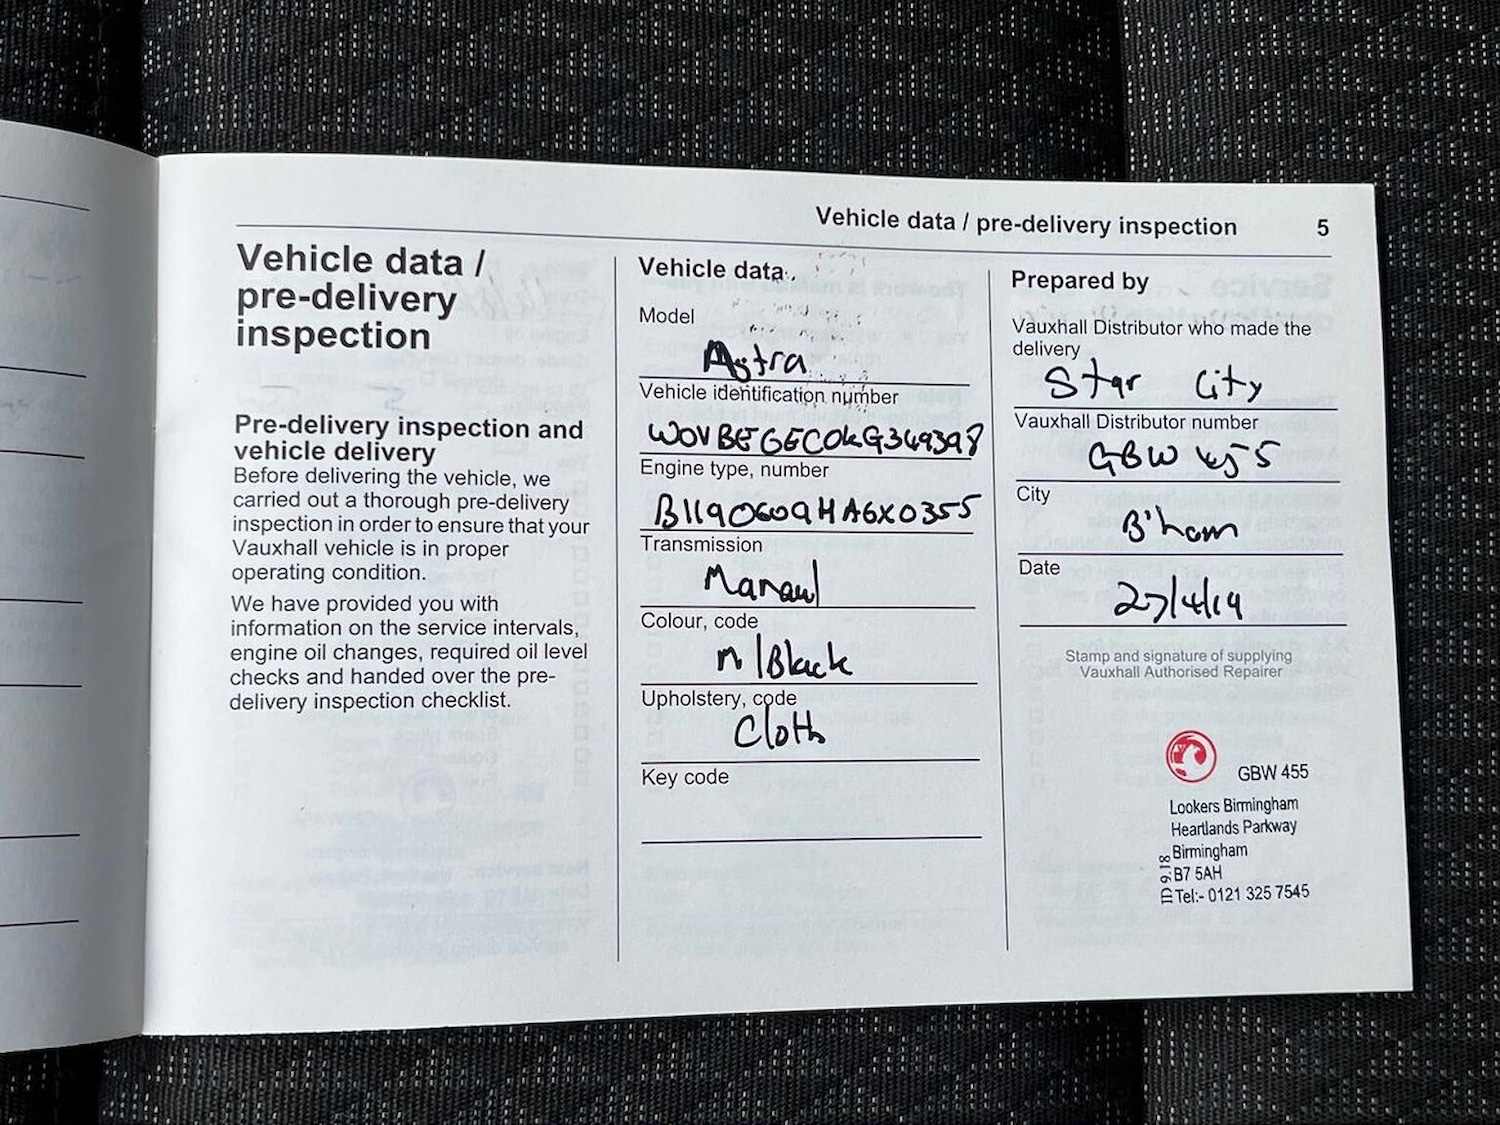 Vehicle data / pre-delivery inspection 5
Vehicle data /
pre-delivery
inspection
Pre-delivery inspection and
vehicle delivery
Before delivering the vehicle, we
carried out a thorough pre-delivery
inspection in order to ensure that your
Vauxhall vehicle is in proper
operating condition.
We have provided you with
information on the service intervals,
engine oil changes, required oil level
checks and handed over the pre-
delivery inspection checklist.
Vehicle data
Model
Astra
Vehicle identification number
W0VBE6EC0KG349398
Engine type, number
Transmission
Manaul
Colour, code
M/Black
Upholstery, code
Cloth
Key code
Prepared by
Vauxhall Distributor who made the
delivery
Star City
Vauxhall Distributor number
GBW 455
City
B'ham
Date
27/4/19
Stamp and signature of supplying
Vauxhall Authorised Repairer
GBW 455
Lookers Birmingham
Heartlands Parkway
Birmingham
B7 5AH
Tel:- 0121 325 7545